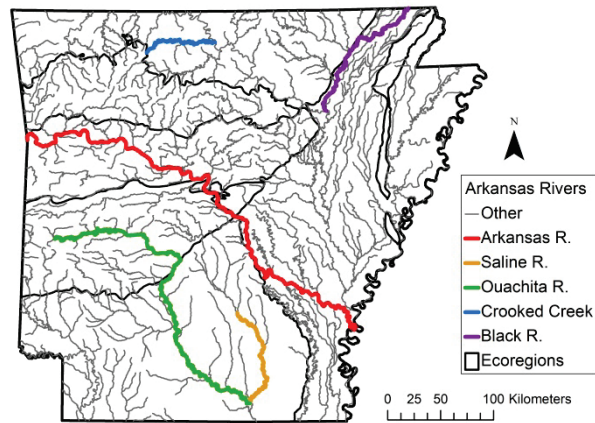 N
Arkansas Rivers
Other
Arkansas R.
Saline R.
Ouachita R.
Crooked Creek
Black R.
Ecoregions
0 25 50 100 Kilometers